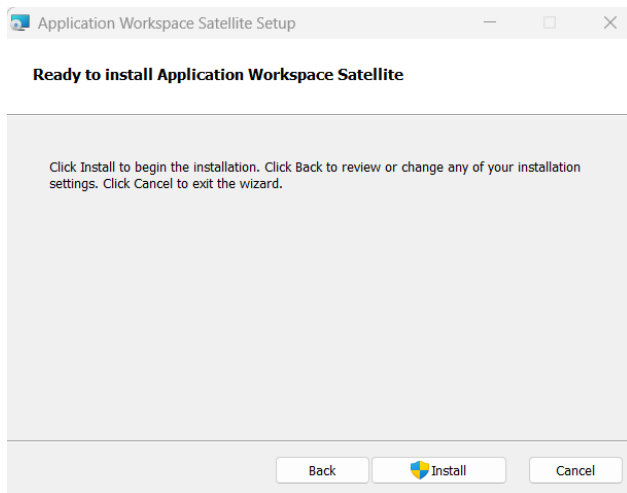 Application Workspace Satellite Setup
Ready to install Application Workspace Satellite
Click Install to begin the installation. Click Back to review or change any of your installation
settings. Click Cancel to exit the wizard.
Back
Install
Cancel